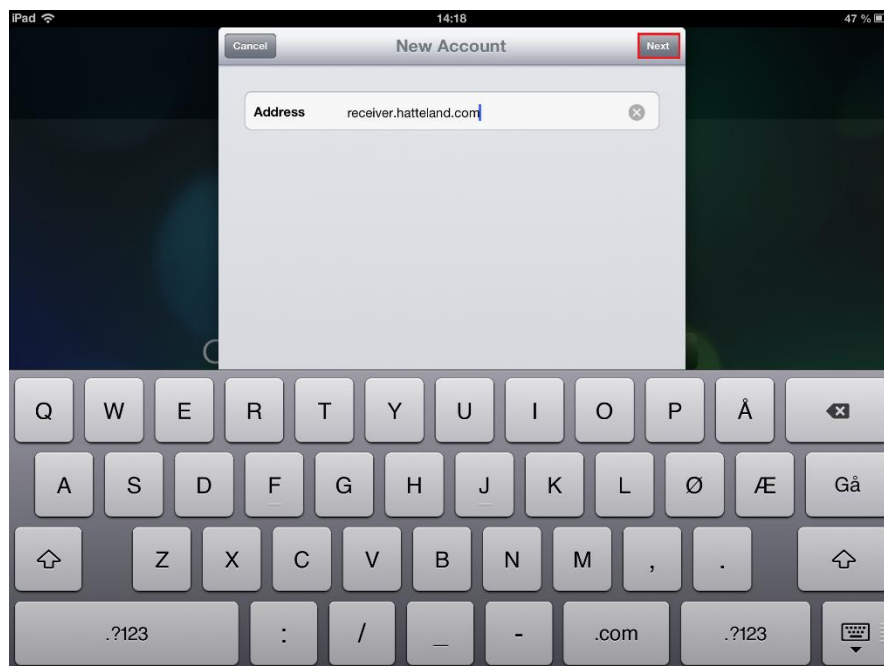 iPad 14:18 47 %
Cancel New Account Next
Address receiver.hatteland.com
Q W E R T Y U I O P Å
A S D F G H J K L Ø Æ Gå
Z X C V B N M , .
.?123 : / _ - .com .?123